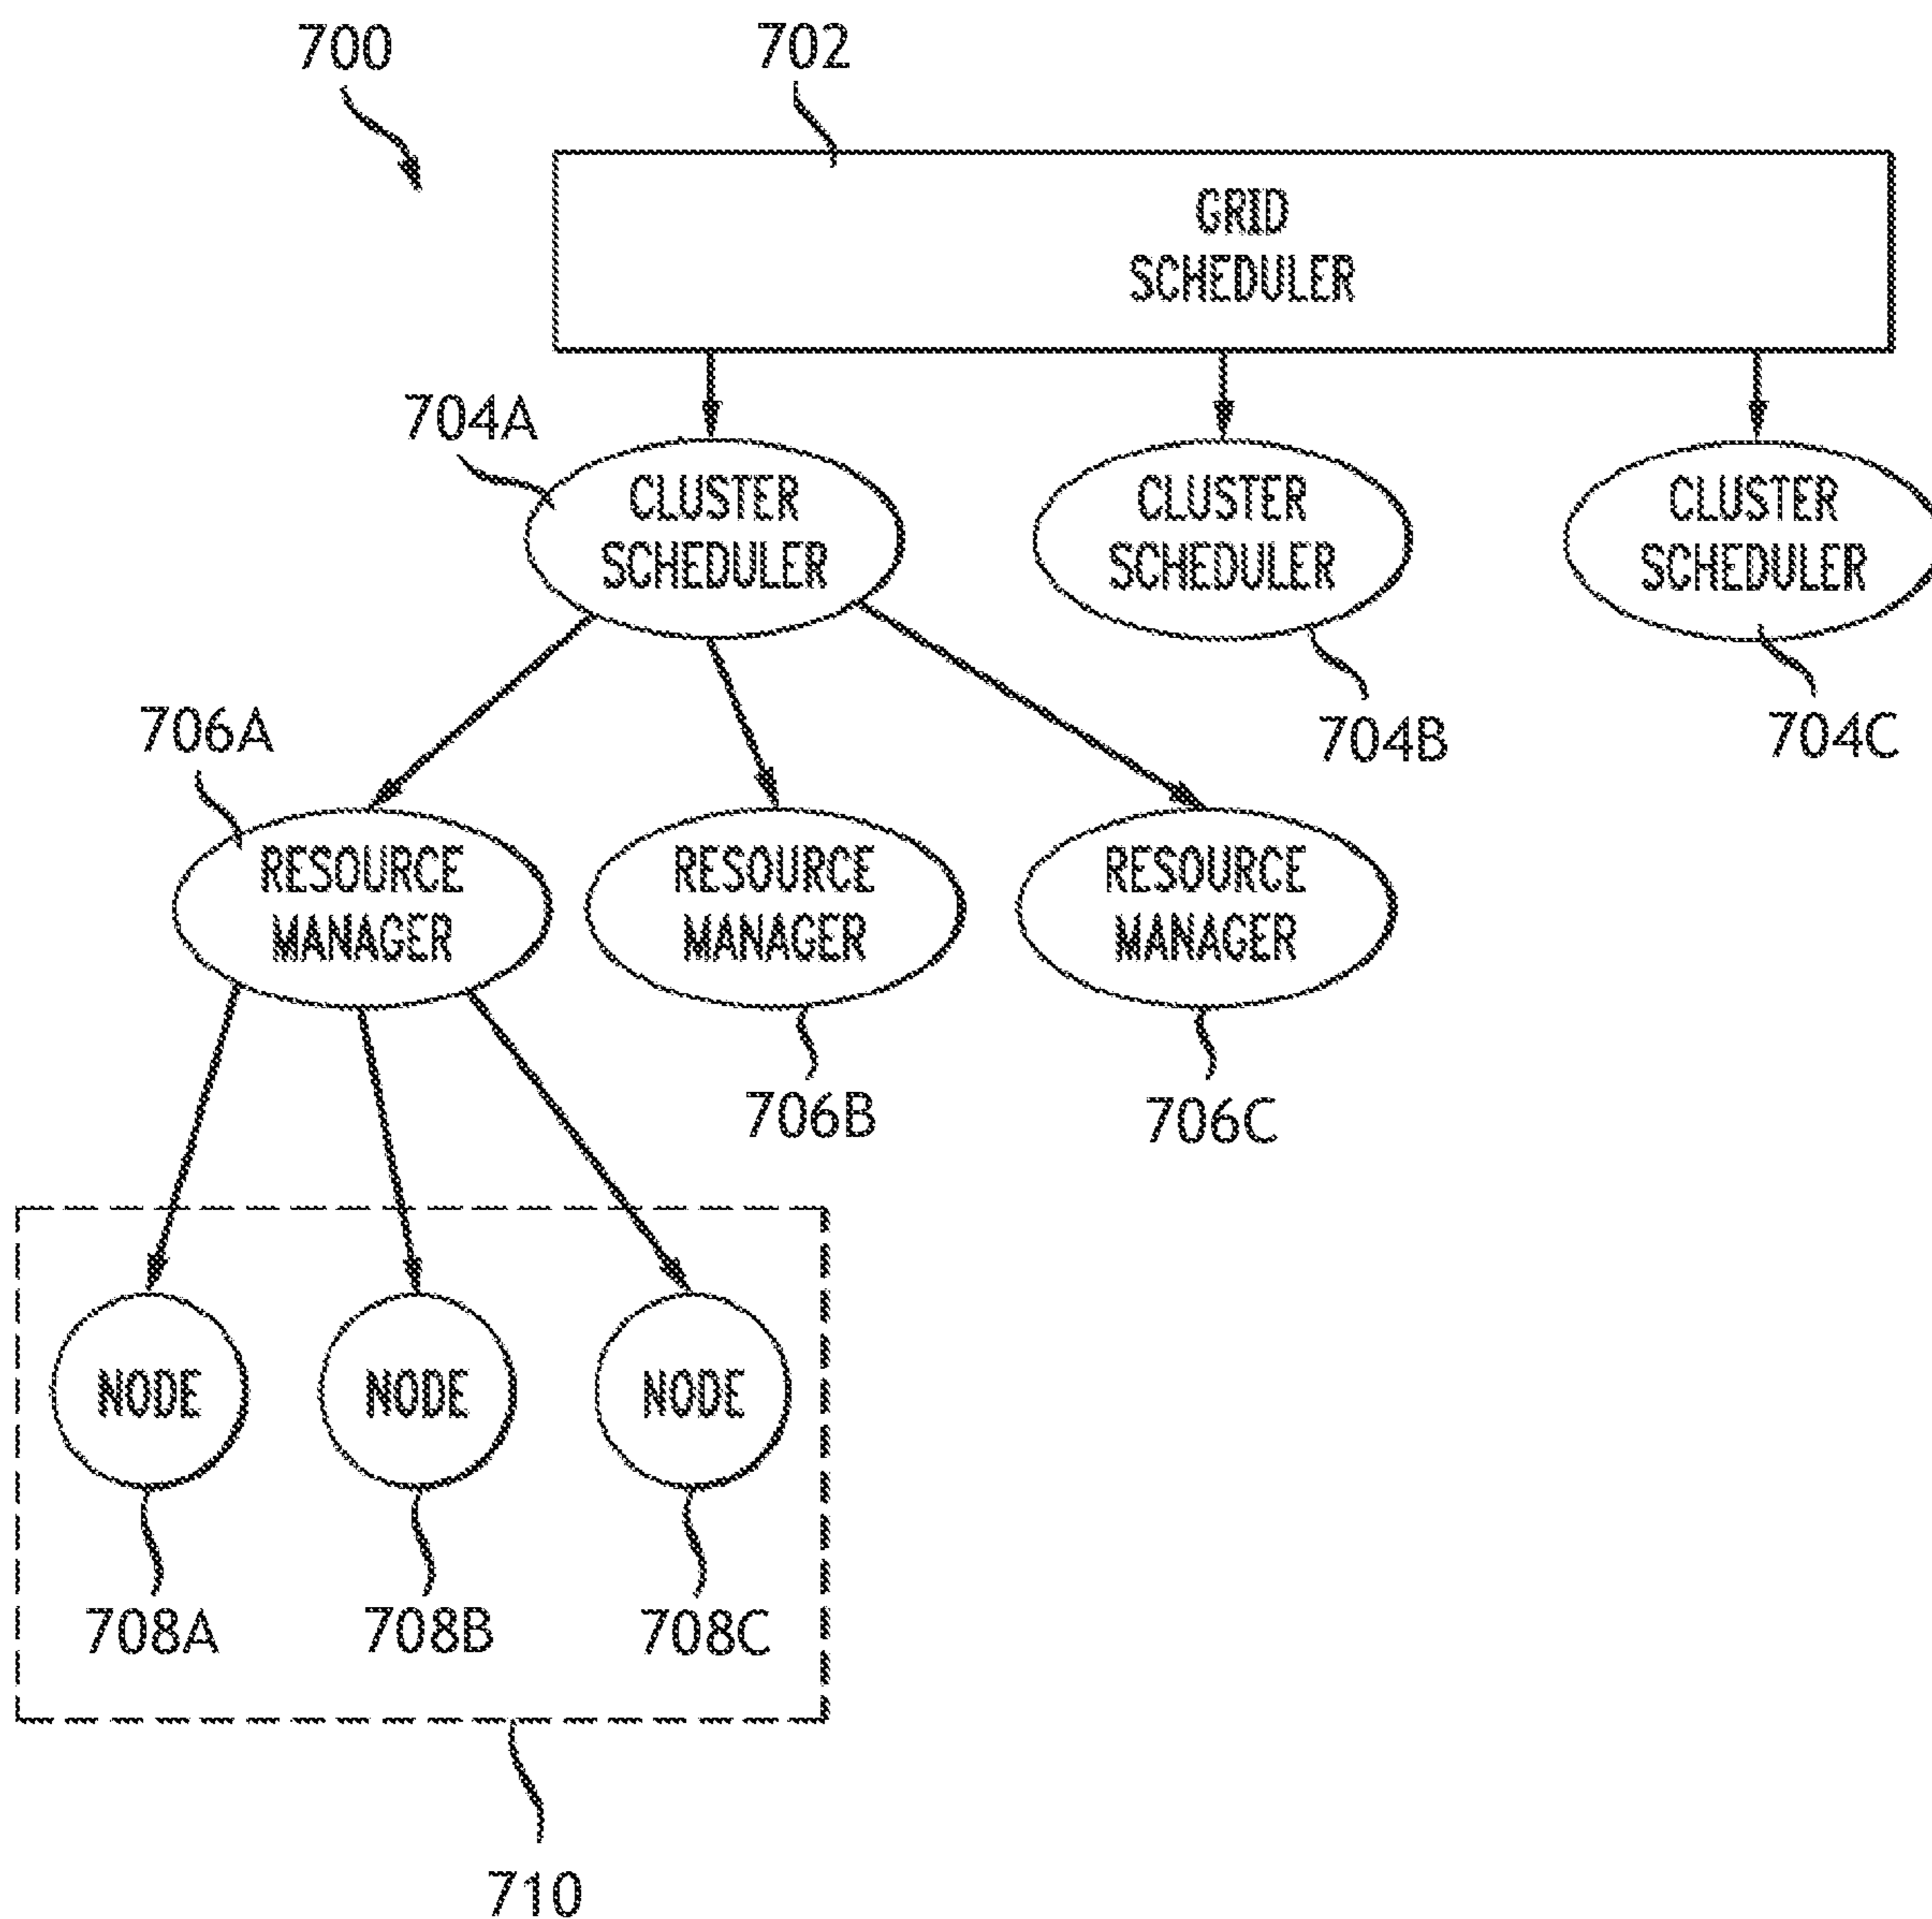 700
702
GRID
SCHEDULER
704A
CLUSTER
SCHEDULER
CLUSTER
SCHEDULER
CLUSTER
SCHEDULER
704B
704C
706A
RESOURCE
MANAGER
RESOURCE
MANAGER
RESOURCE
MANAGER
706B
706C
NODE
NODE
NODE
708A
708B
708C
710